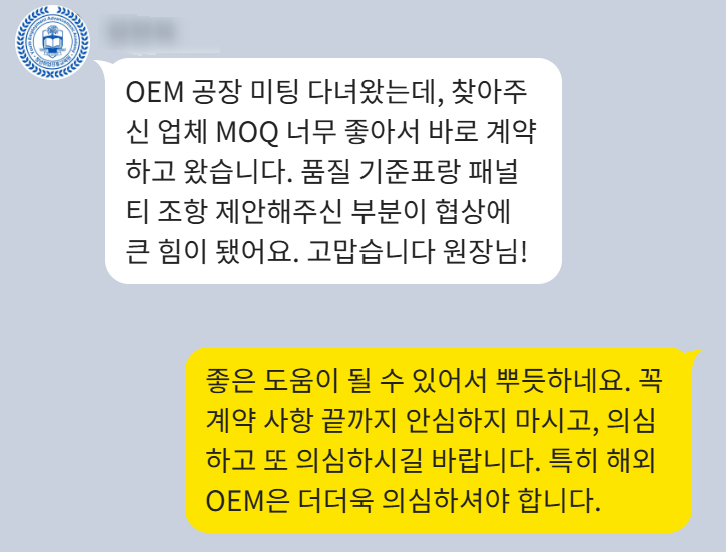 OEM 공장 미팅 다녀왔는데, 찾아주
신 업체 MOQ 너무 좋아서 바로 계약
하고 왔습니다. 품질 기준표랑 패널
티 조항 제안해주신 부분이 협상에
큰 힘이 됐어요. 고맙습니다 원장님!
좋은 도움이 될 수 있어서 뿌듯하네요. 꼭
계약 사항 끝까지 안심하지 마시고, 의심
하고 또 의심하시길 바랍니다. 특히 해외
OEM은 더더욱 의심하셔야 합니다.